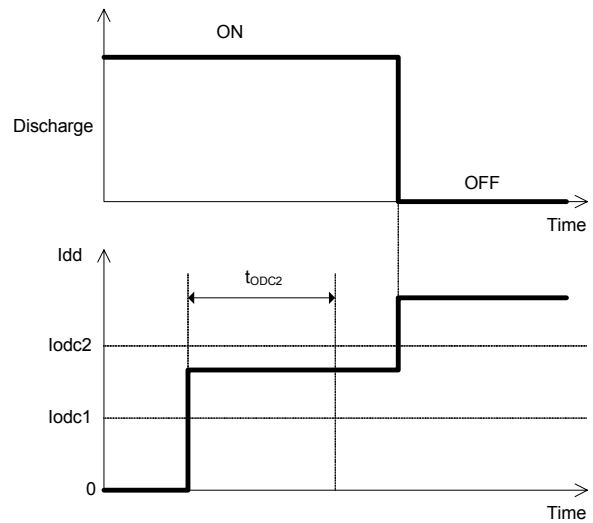 ON
Discharge
OFF
Time
Idd
tODC2
Iodc2
Iodc1
0
Time